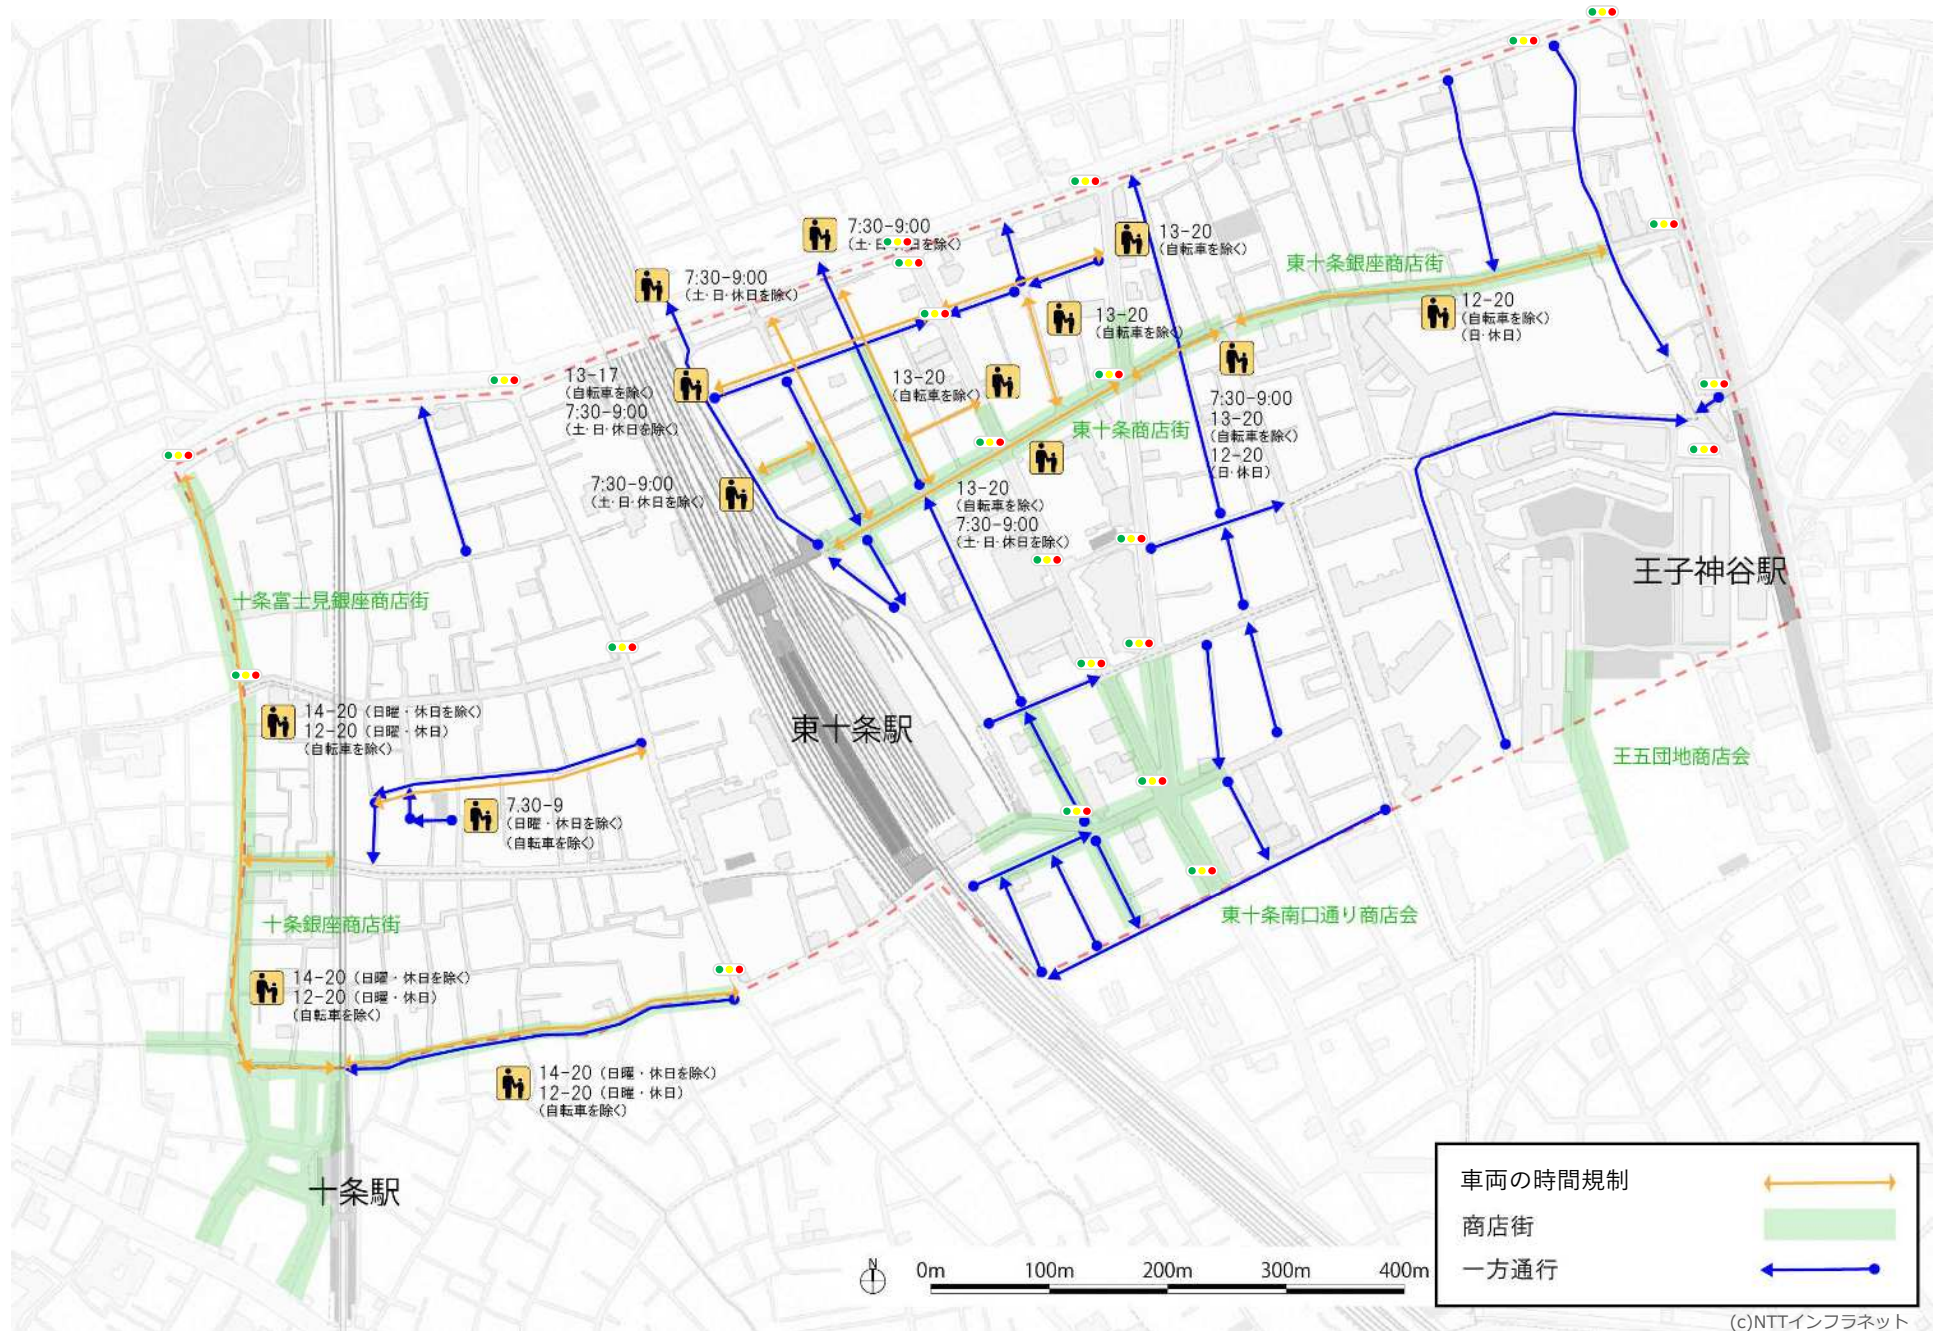 7:30-9:00
(土・日・休日を除く)
13-20
(自転車を除く)
7:30-9:00
(土・日・休日を除く)
東十条銀座商店街
12-20
(自転車を除く)
(日・休日)
13-20
(自転車を除く)
13-17
(自転車を除く)
7:30-9:00
(土・日・休日を除く)
13-20
(自転車を除く)
東十条商店街
7:30-9:00
13-20
(自転車を除く)
12-20
(日・休日)
7:30-9:00
(土・日・休日を除く)
13-20
(自転車を除く)
7:30-9:00
(土・日・休日を除く)
王子神谷駅
十条富士見銀座商店街
14-20 (日曜・休日を除く)
12-20 (日曜・休日)
(自転車を除く)
東十条駅
王五団地商店会
7.30-9
(日曜・休日を除く)
(自転車を除く)
十条銀座商店街
東十条南口通り商店会
14-20 (日曜・休日を除く)
12-20 (日曜・休日)
(自転車を除く)
14-20 (日曜・休日を除く)
12-20 (日曜・休日)
(自転車を除く)
十条駅
車両の時間規制
商店街
一方通行
N
0m 100m 200m 300m 400m
(c)NTTインフラネット